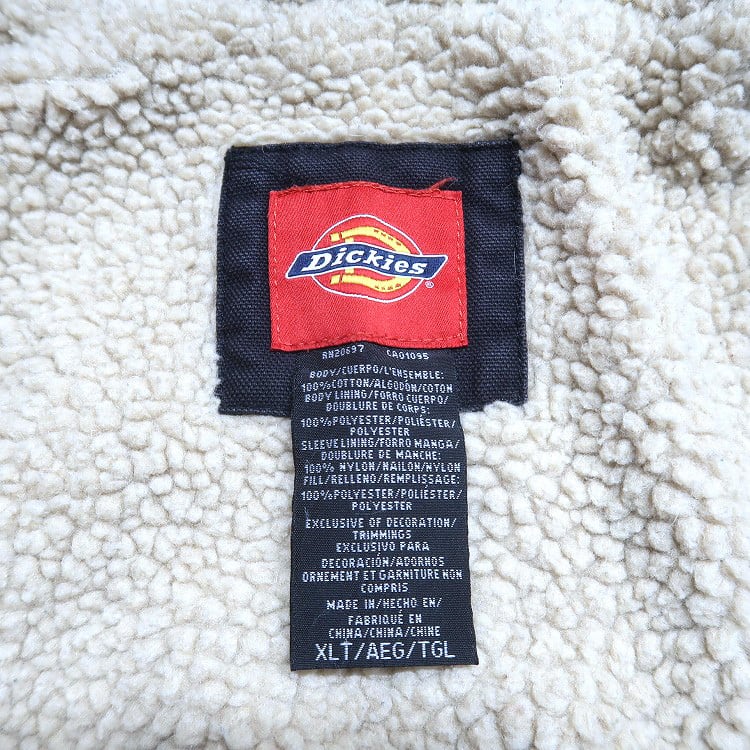 Dickies
®
RN20697 CA01095
BODY/CUERPO/L'ENSEMBLE:
100%COTTON/ALGODÓN/COTON
BODY LINING/FORRO CUERPO/
DOUBLURE DE CORPS:
100%POLYESTER/POLIÉSTER/
POLYESTER
SLEEVE LINING/FORRO MANGA/
DOUBLURE DE MANCHE:
100% NYLON/NAILON/NYLON
FILL/RELLENO/REMPLISSAGE:
100%POLYESTER/POLIESTER/
POLYESTER
EXCLUSIVE OF DECORATION/
TRIMMINGS
EXCLUSIVO PARA
DECORACIÓN/ADORNOS
ORNEMENT ET GARNITURE NON
COMPRIS
MADE IN/HECHO EN/
FABRIQUÉ EN
CHINA/CHINA/CHINE
XLT/AEG/TGL